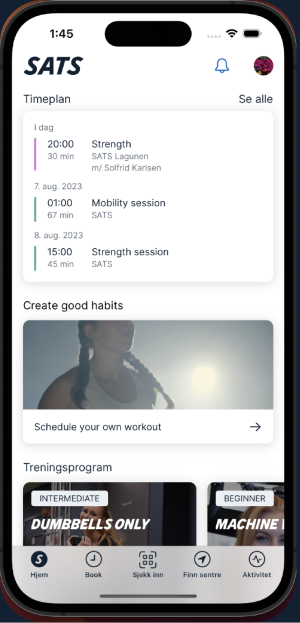 1:45
SATS
Timeplan
Se alle
I dag
20:00 Strength
30 min SATS Lagunen
m/ Solfrid Karlsen
7. aug. 2023
01:00 Mobility session
67 min SATS
8. aug. 2023
15:00 Strength session
45 min SATS
Create good habits
Schedule your own workout
Treningsprogram
INTERMEDIATE
DUMBBELLS ONLY
BEGINNER
MACHINE
Hjem
Book
Sjekk inn
Finn sentre
Aktivitet